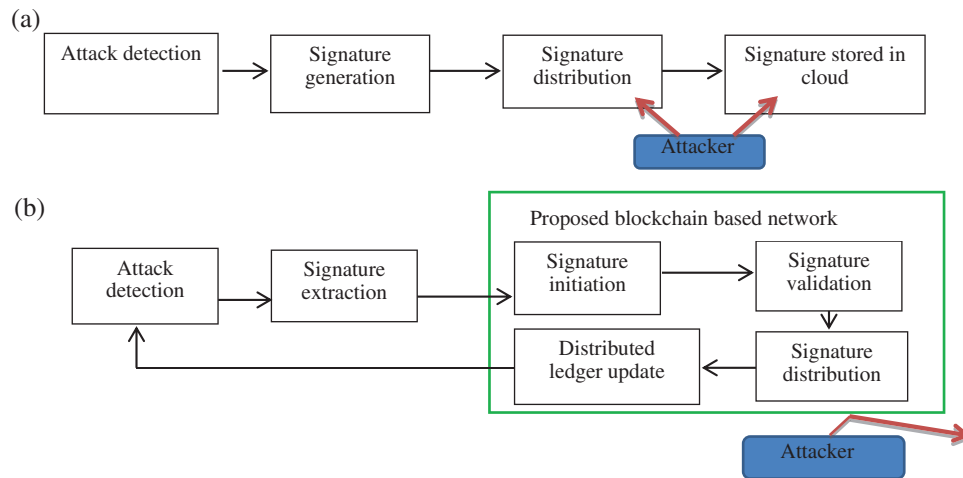 (a)
Attack detection
Signature
generation
Signature
distribution
Signature stored in
cloud
Attacker
(b)
Proposed blockchain based network
Attack
detection
Signature
extraction
Signature
initiation
Signature
validation
Distributed
ledger update
Signature
distribution
Attacker